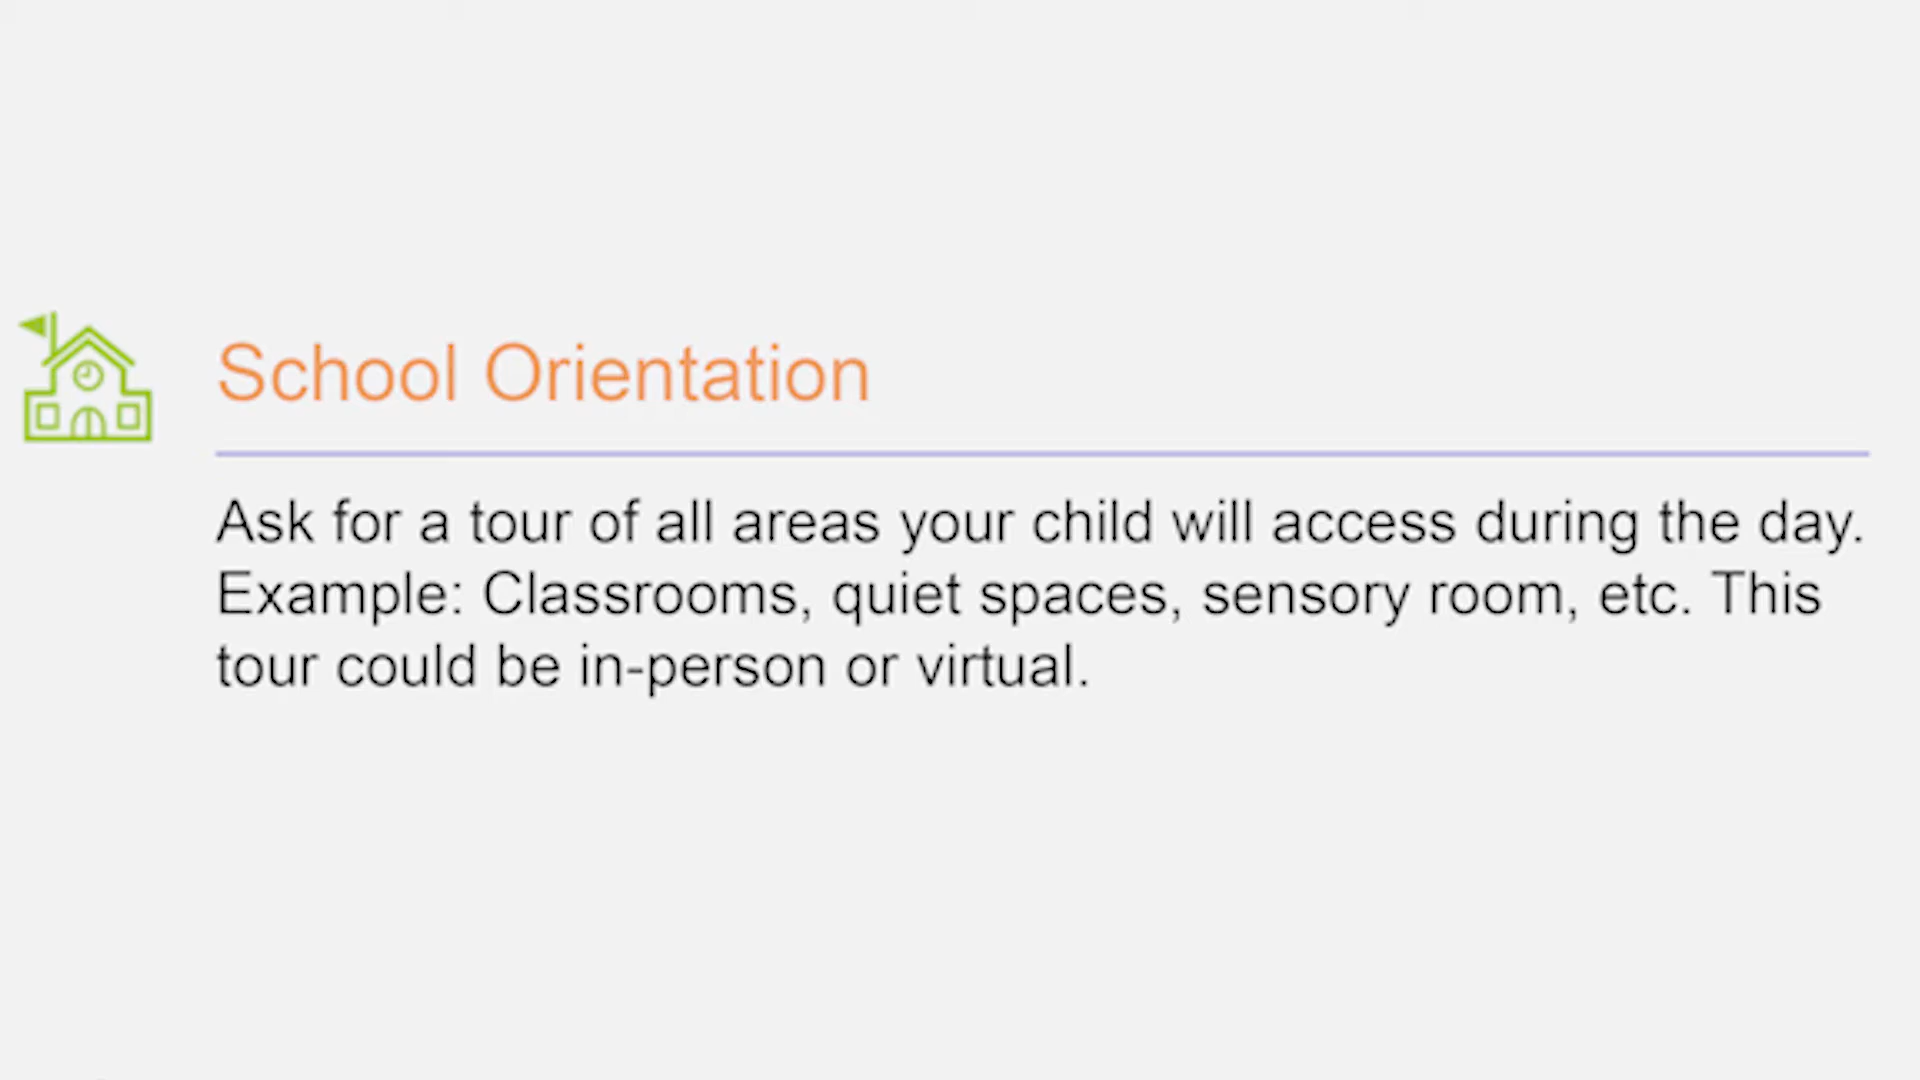 School Orientation
Ask for a tour of all areas your child will access during the day.
Example: Classrooms, quiet spaces, sensory room, etc. This
tour could be in-person or virtual.